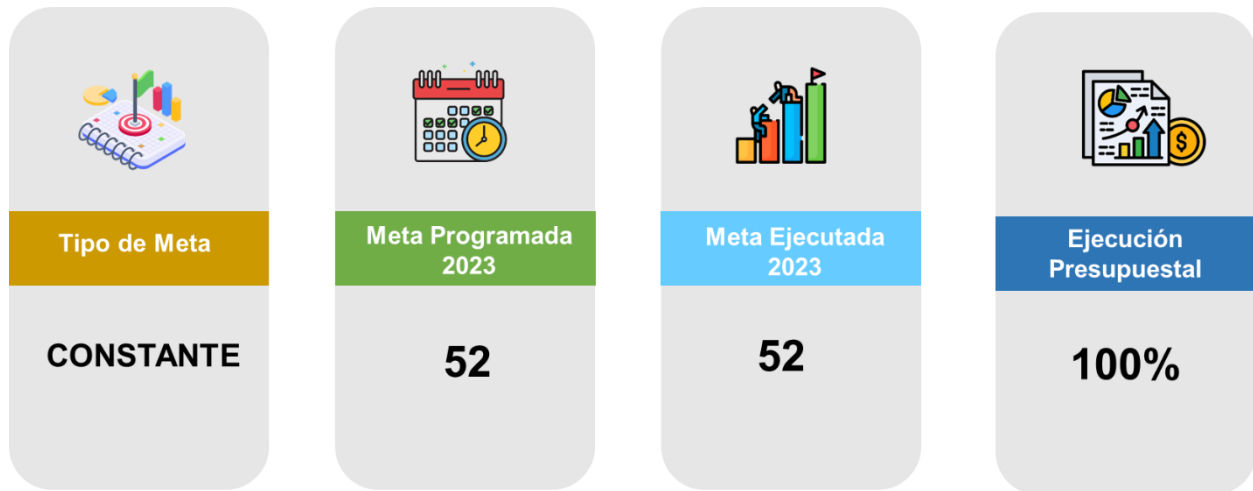 Tipo de Meta
CONSTANTE
Meta Programada
2023
52
Meta Ejecutada
2023
52
Ejecución
Presupuestal
100%